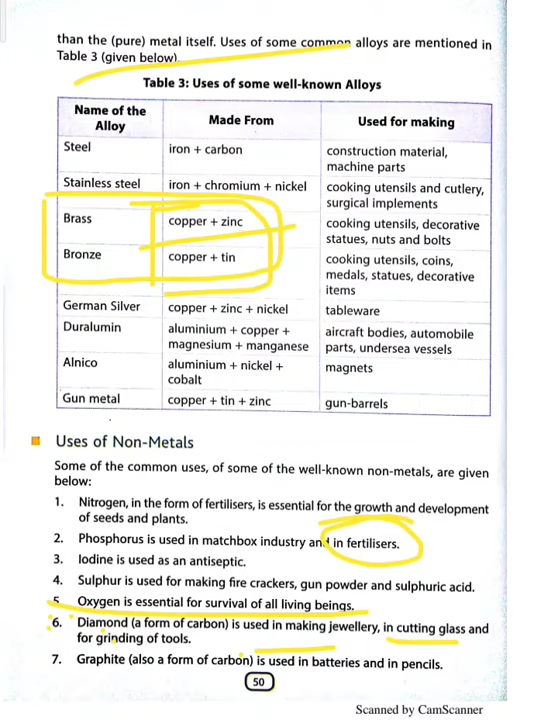 than the (pure) metal itself. Uses of some common alloys are mentioned in
Table 3 (given below).
Table 3: Uses of some well-known Alloys
Name of the Alloy Made From Used for making
Steel iron + carbon construction material, machine parts
Stainless steel iron + chromium + nickel cooking utensils and cutlery, surgical implements
Brass copper + zinc cooking utensils, decorative statues, nuts and bolts
Bronze copper + tin cooking utensils, coins, medals, statues, decorative items
German Silver copper + zinc + nickel tableware
Duralumin aluminium + copper + magnesium + manganese aircraft bodies, automobile parts, undersea vessels
Alnico aluminium + nickel + cobalt magnets
Gun metal copper + tin + zinc gun-barrels
Uses of Non-Metals
Some of the common uses, of some of the well-known non-metals, are given
below:
1. Nitrogen, in the form of fertilisers, is essential for the growth and development
of seeds and plants.
2. Phosphorus is used in matchbox industry and in fertilisers.
3. Iodine is used as an antiseptic.
4. Sulphur is used for making fire crackers, gun powder and sulphuric acid.
5. Oxygen is essential for survival of all living beings.
6. Diamond (a form of carbon) is used in making jewellery, in cutting glass and
for grinding of tools.
7. Graphite (also a form of carbon) is used in batteries and in pencils.
50
Scanned by CamScanner